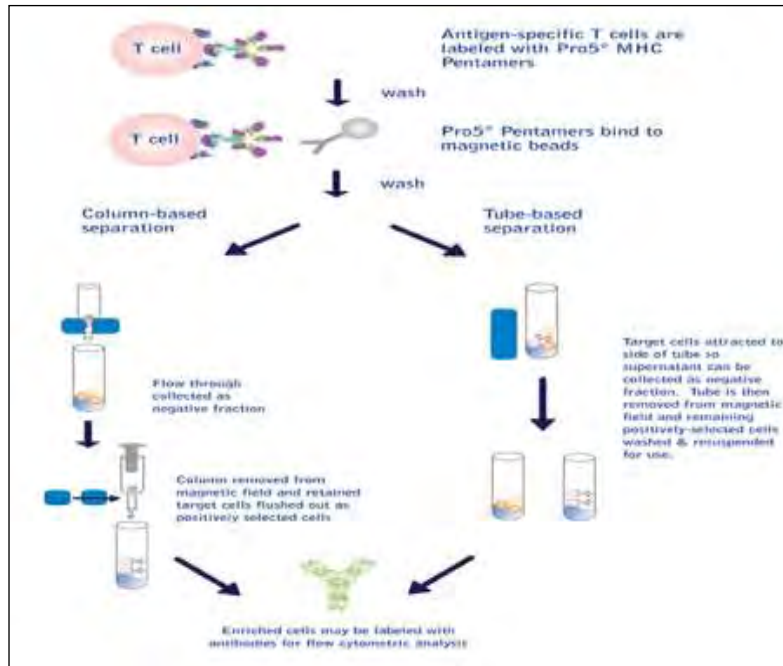 T cell
Antigen-specific T cells are
labeled with Pro5® MHC
Pentamers
wash
T cell
Pro5® Pentamers bind to
magnetic beads
wash
Column-based
separation
Tube-based
separation
Flow through
collected as
negative fraction
Target cells attracted to
side of tube so
supernatant can be
collected as negative
fraction. Tube is then
removed from magnetic
field and remaining
positively-selected cells
washed & resuspended
for use.
Column removed from
magnetic field and retained
target cells flushed out as
positively selected cells
Enriched cells may be labeled with
antibodies for flow cytometric analysis